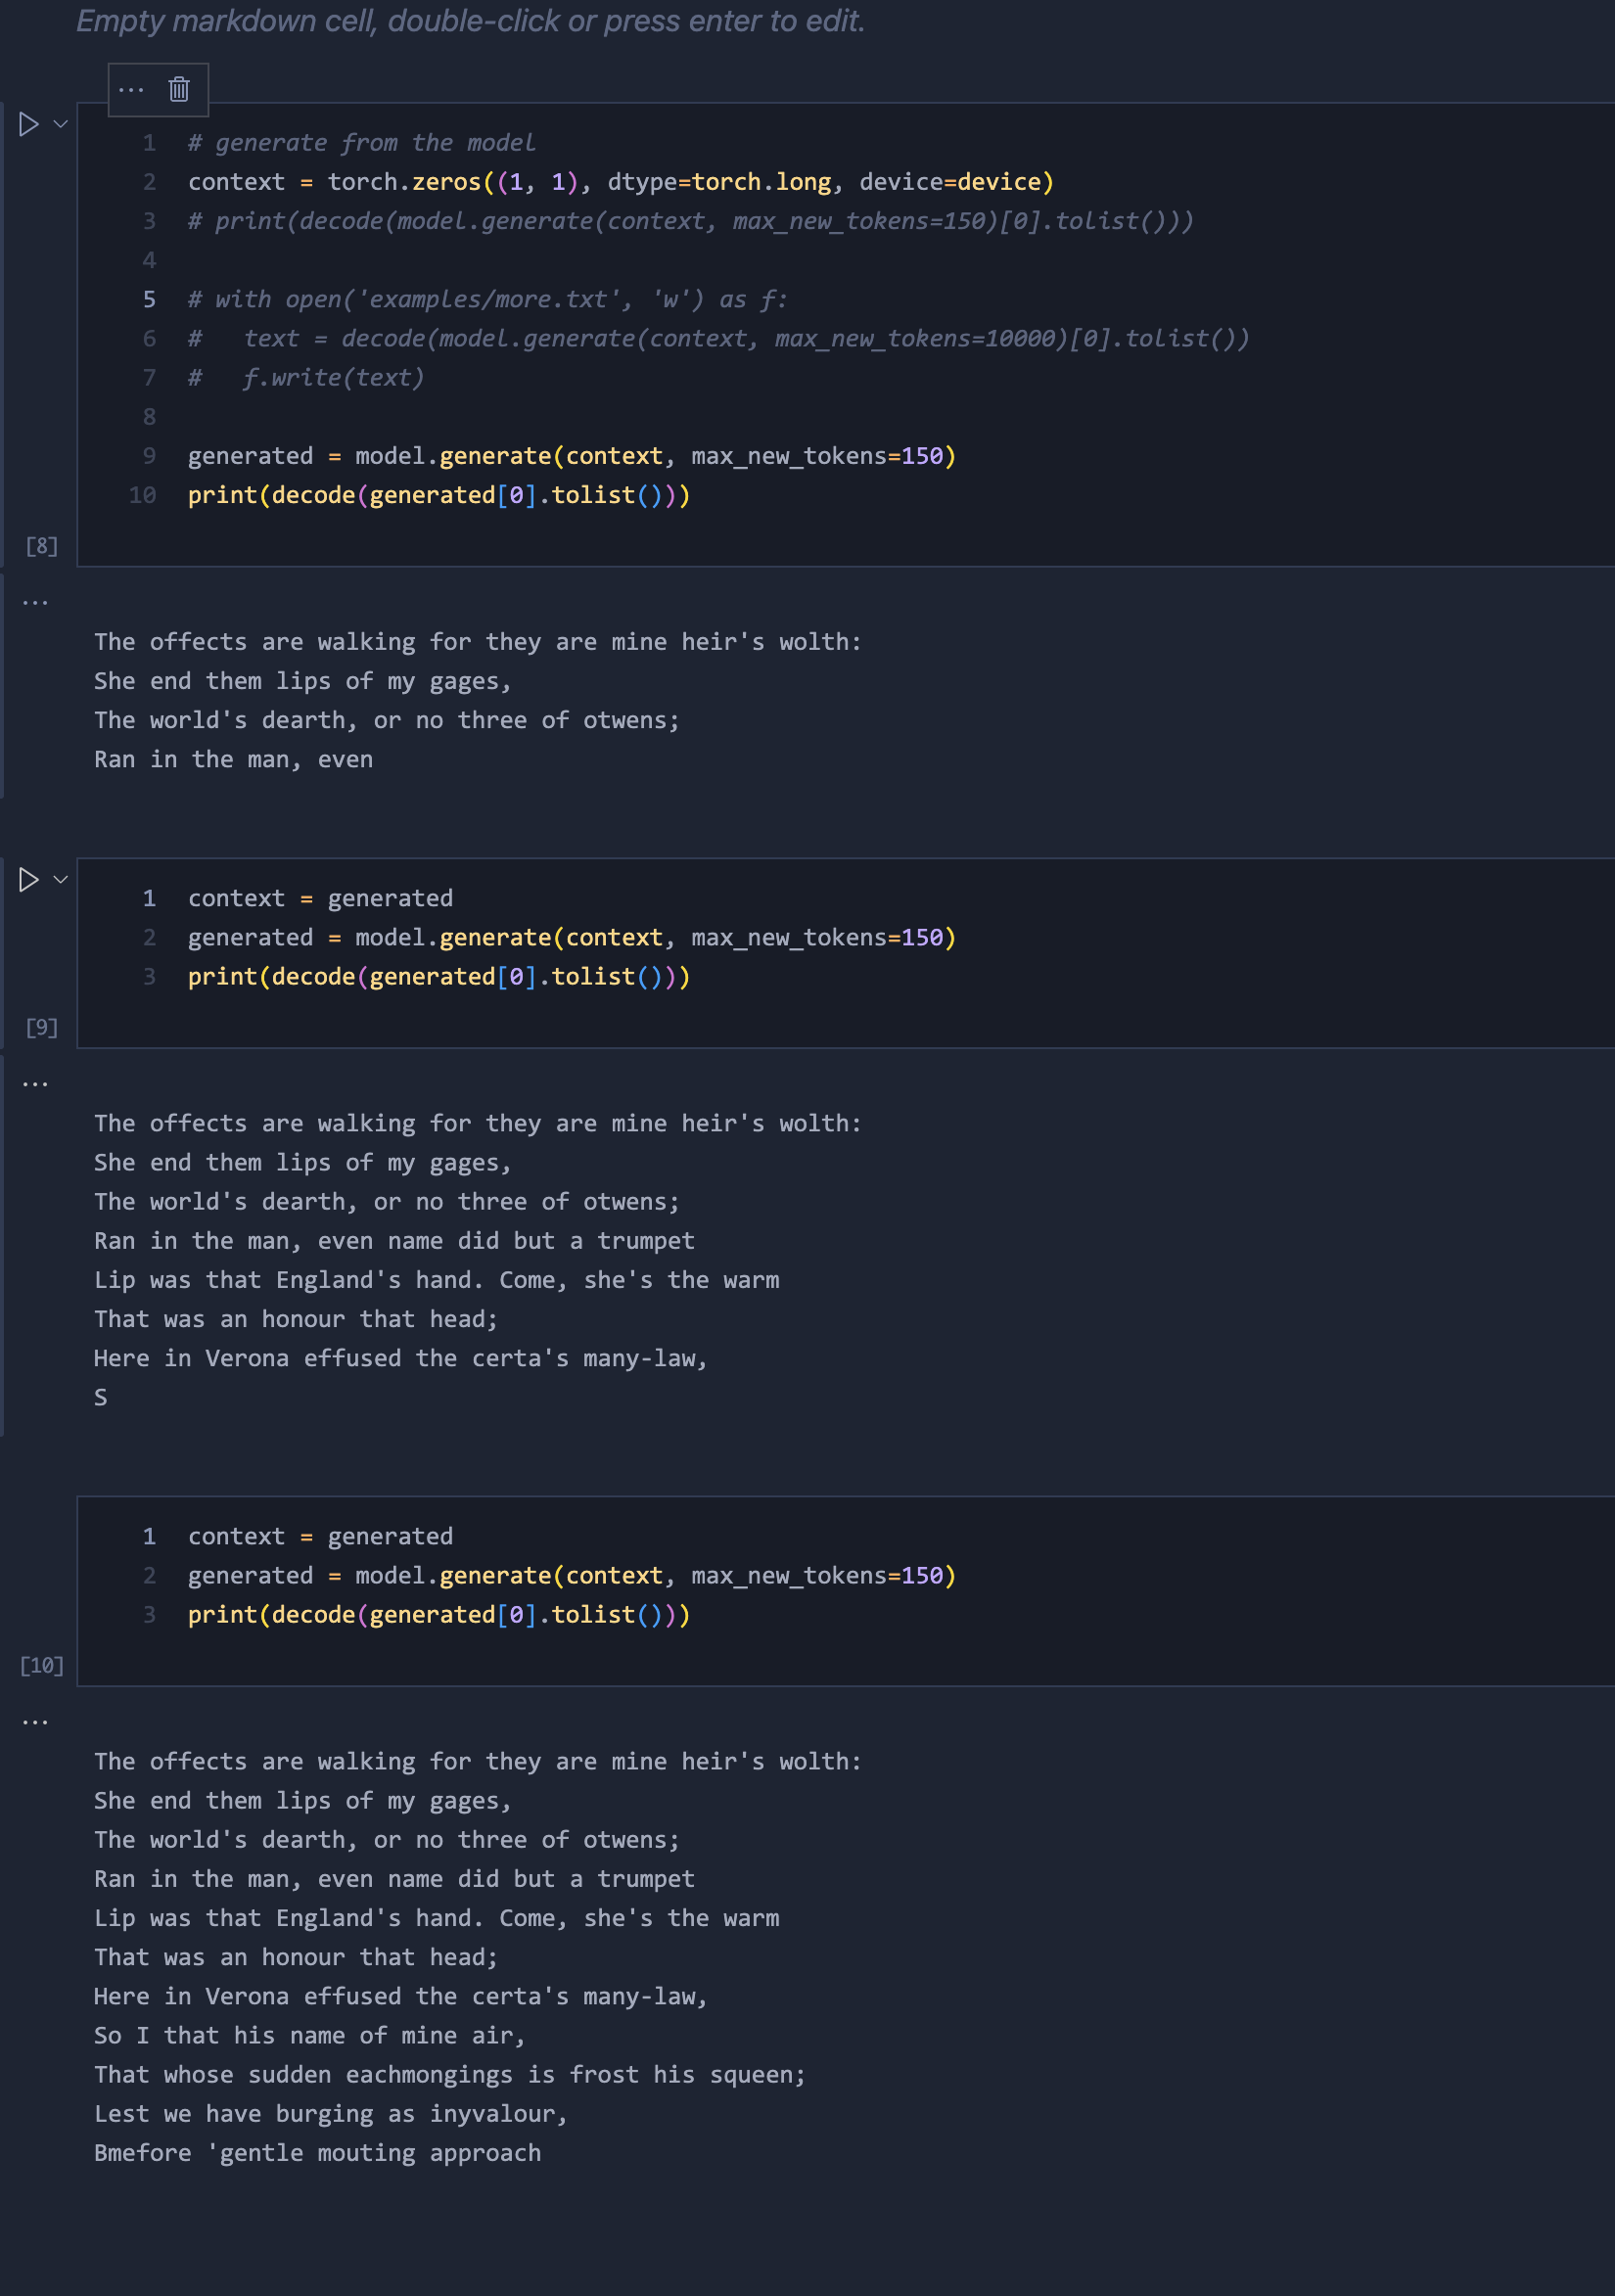 Empty markdown cell, double-click or press enter to edit.
...
1 # generate from the model
2 context = torch.zeros((1, 1), dtype=torch.long, device=device)
3 # print(decode(model.generate(context, max_new_tokens=150)[0].tolist()))
4
5 # with open('examples/more.txt', 'w') as f:
6 #   text = decode(model.generate(context, max_new_tokens=10000)[0].tolist())
7 #   f.write(text)
8
9 generated = model.generate(context, max_new_tokens=150)
10 print(decode(generated[0].tolist()))
[8]
...
The offects are walking for they are mine heir's wolth:
She end them lips of my gages,
The world's dearth, or no three of otwens;
Ran in the man, even
1 context = generated
2 generated = model.generate(context, max_new_tokens=150)
3 print(decode(generated[0].tolist()))
[9]
...
The offects are walking for they are mine heir's wolth:
She end them lips of my gages,
The world's dearth, or no three of otwens;
Ran in the man, even name did but a trumpet
Lip was that England's hand. Come, she's the warm
That was an honour that head;
Here in Verona effused the certa's many-law,
S
1 context = generated
2 generated = model.generate(context, max_new_tokens=150)
3 print(decode(generated[0].tolist()))
[10]
...
The offects are walking for they are mine heir's wolth:
She end them lips of my gages,
The world's dearth, or no three of otwens;
Ran in the man, even name did but a trumpet
Lip was that England's hand. Come, she's the warm
That was an honour that head;
Here in Verona effused the certa's many-law,
So I that his name of mine air,
That whose sudden eachmongings is frost his squeen;
Lest we have burging as inyvalour,
Bmefore 'gentle mouting approach